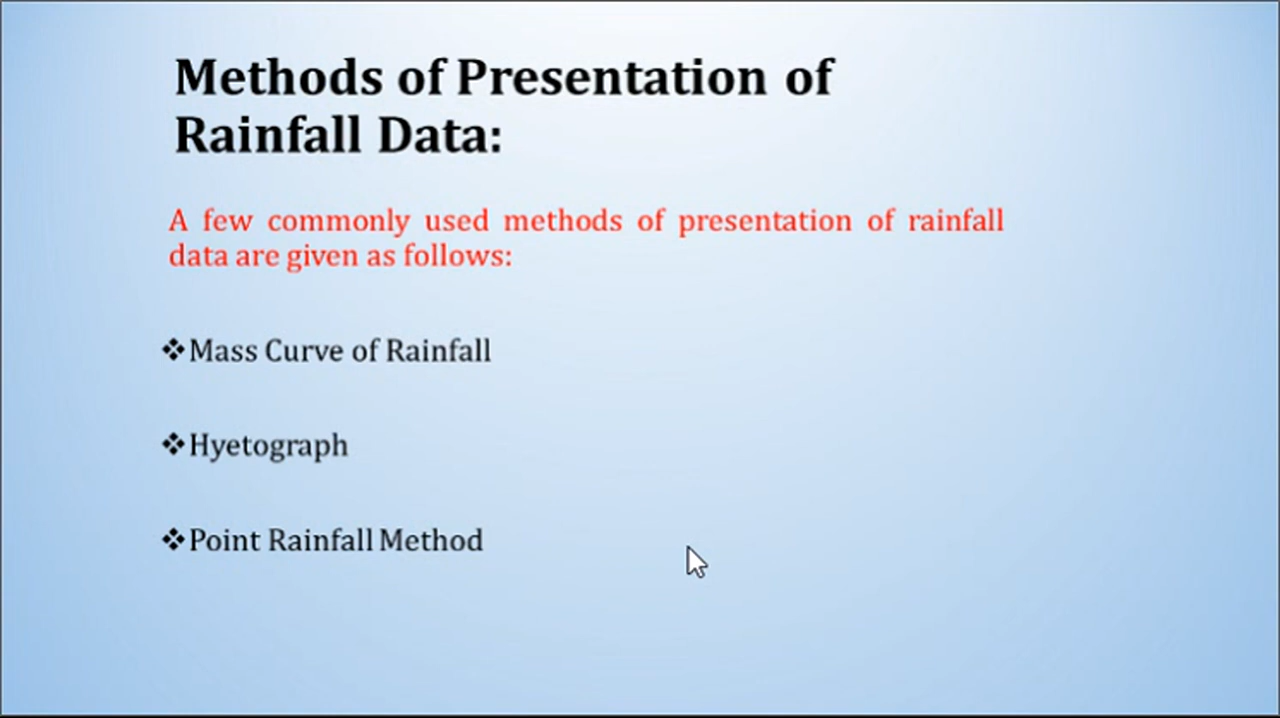 Methods of Presentation of
Rainfall Data:
A few commonly used methods of presentation of rainfall
data are given as follows:
❖Mass Curve of Rainfall
❖Hyetograph
❖Point Rainfall Method